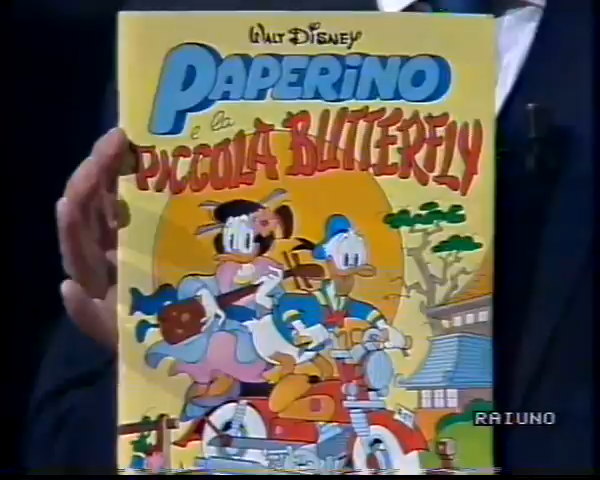 WALT DISNEY
PAPERINO
e la
PICCOLA BUTTERFLY
RAIUNO